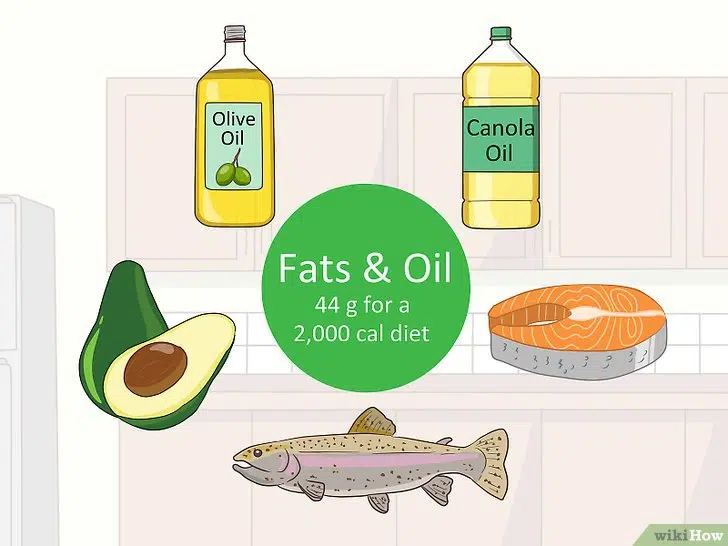 Olive
Oil
Canola
Oil
Fats & Oil
44 g for a
2,000 cal diet
wikiHow